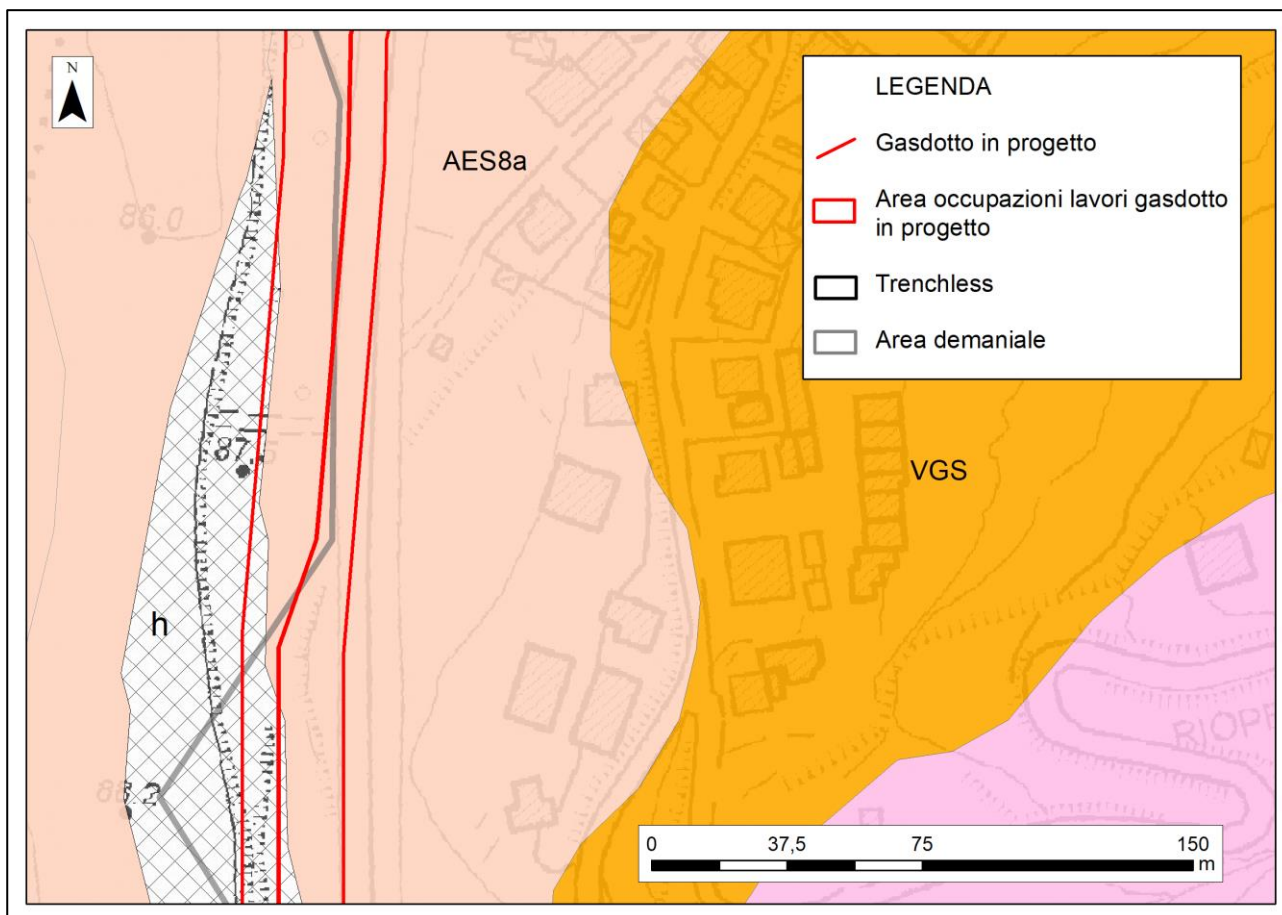 N
LEGENDA
Gasdotto in progetto
Area occupazioni lavori gasdotto
in progetto
Trenchless
Area demaniale
AES8a
86.0
VGS
h
RIOPE
0 37,5 75 150
m